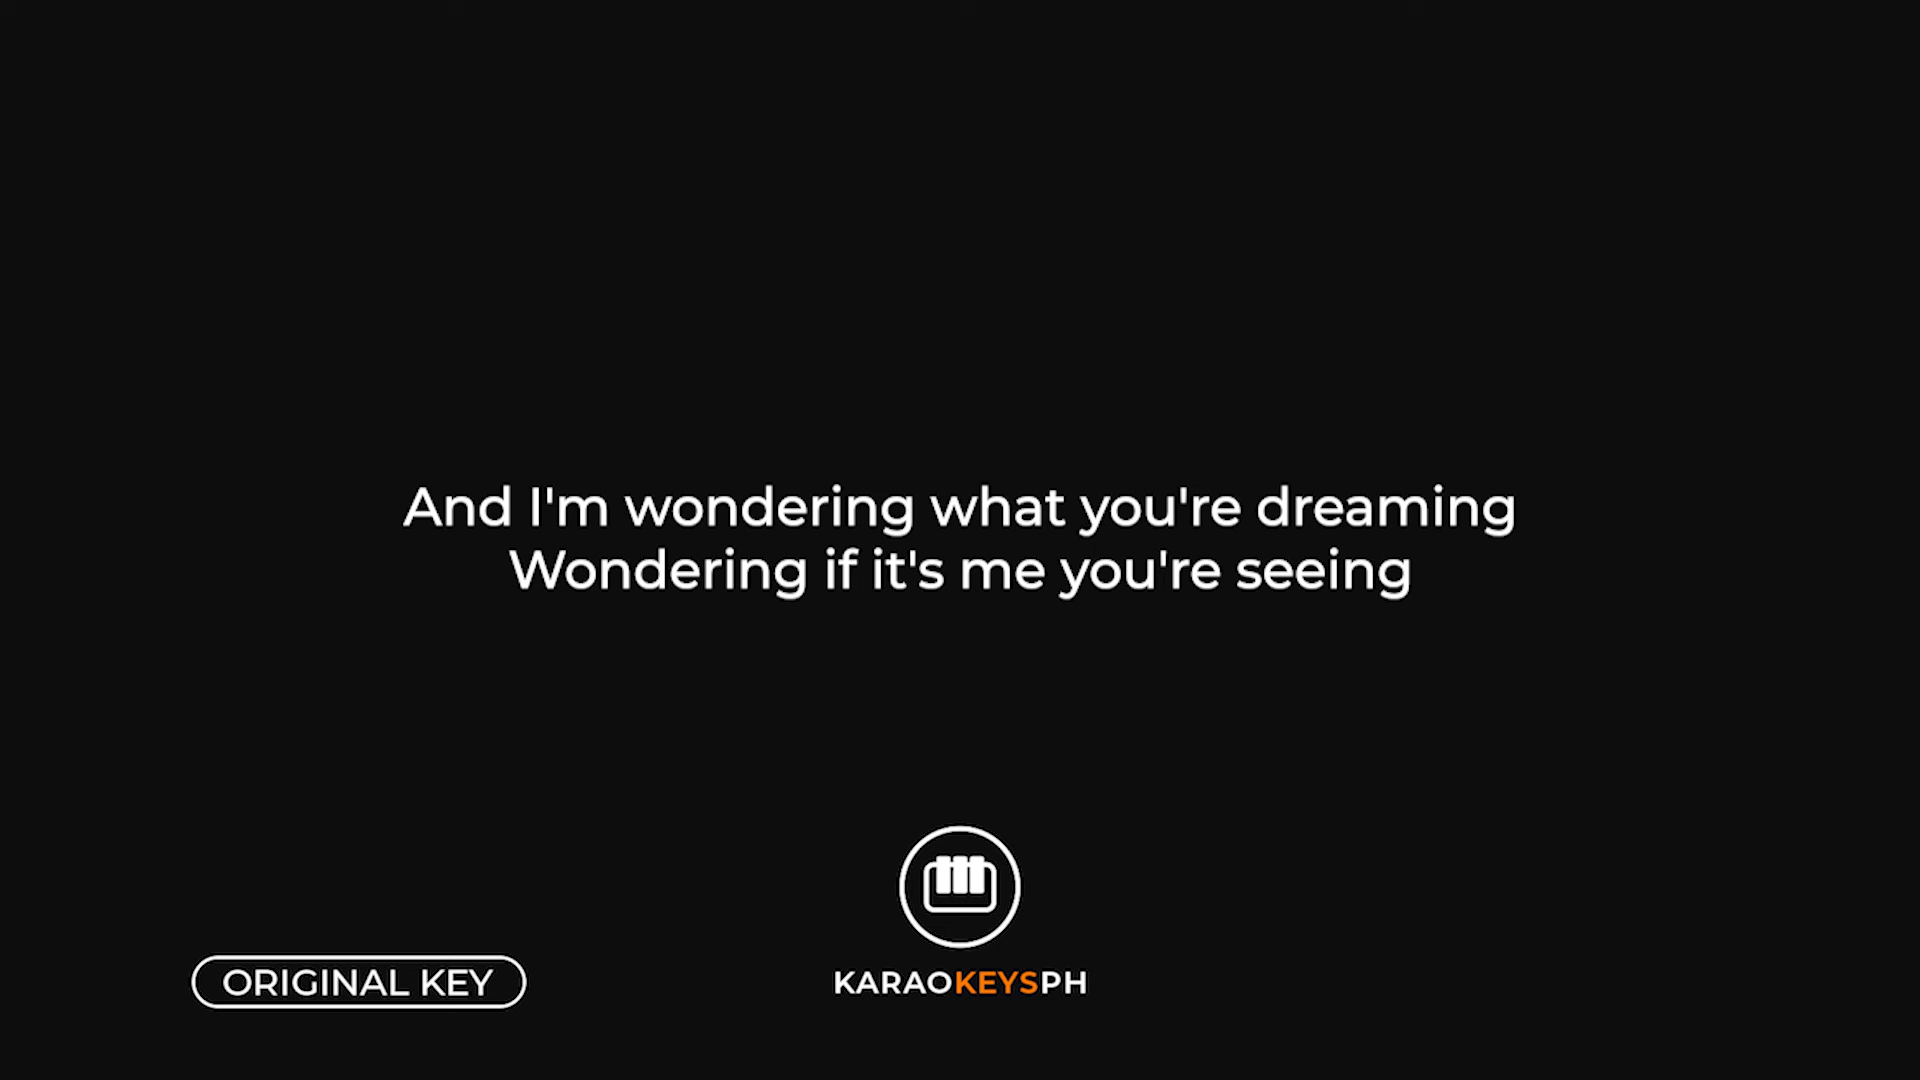 And I'm wondering what you're dreaming
Wondering if it's me you're seeing
ORIGINAL KEY
KARAOKEYSPH